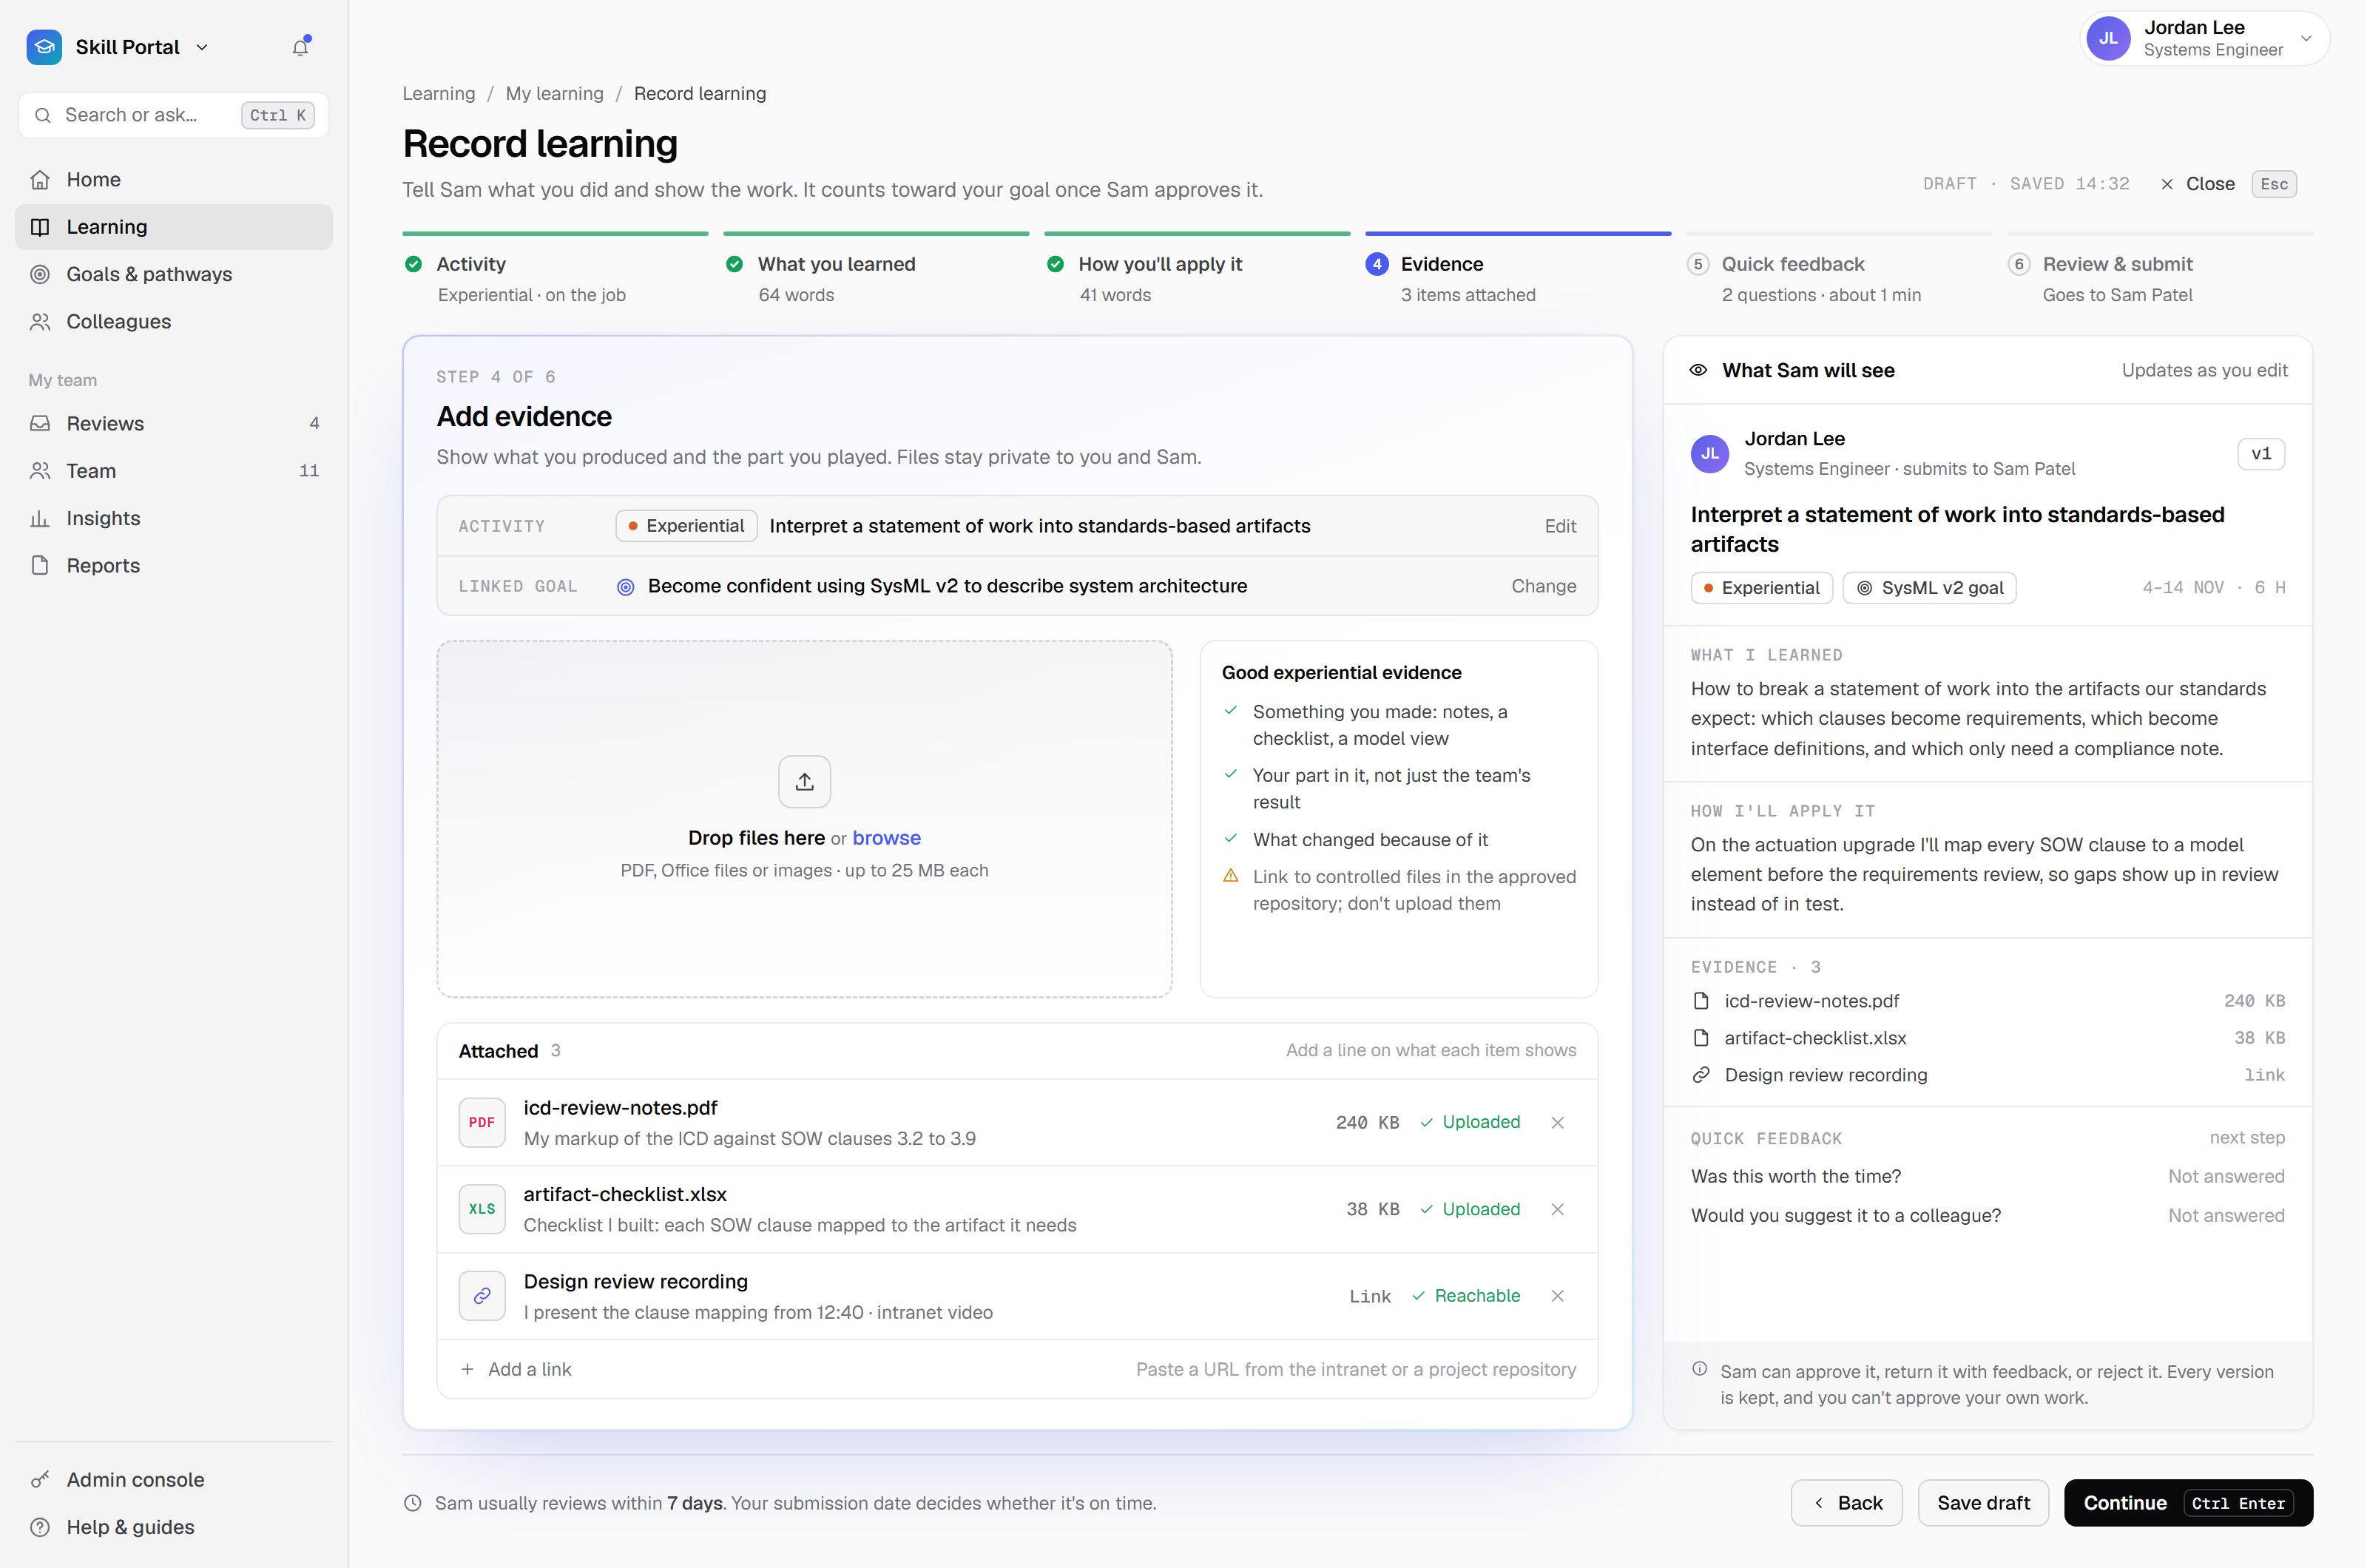 Skill Portal
Search or ask...
Ctrl K
Home
Learning
Goals & pathways
Colleagues
My team
Reviews 4
Team 11
Insights
Reports
Admin console
Help & guides
JL
Jordan Lee
Systems Engineer
Learning / My learning / Record learning
Record learning
Tell Sam what you did and show the work. It counts toward your goal once Sam approves it.
DRAFT · SAVED 14:32
Close Esc
Activity
Experiential · on the job
What you learned
64 words
How you'll apply it
41 words
4 Evidence
3 items attached
5 Quick feedback
2 questions · about 1 min
6 Review & submit
Goes to Sam Patel
STEP 4 OF 6
Add evidence
Show what you produced and the part you played. Files stay private to you and Sam.
ACTIVITY Experiential Interpret a statement of work into standards-based artifacts Edit
LINKED GOAL Become confident using SysML v2 to describe system architecture Change
Drop files here or browse
PDF, Office files or images · up to 25 MB each
Good experiential evidence
Something you made: notes, a
checklist, a model view
Your part in it, not just the team's
result
What changed because of it
Link to controlled files in the approved
repository; don't upload them
Attached 3 Add a line on what each item shows
PDF
icd-review-notes.pdf
My markup of the ICD against SOW clauses 3.2 to 3.9
240 KB Uploaded
XLS
artifact-checklist.xlsx
Checklist I built: each SOW clause mapped to the artifact it needs
38 KB Uploaded
Design review recording
I present the clause mapping from 12:40 · intranet video
Link Reachable
Add a link Paste a URL from the intranet or a project repository
What Sam will see Updates as you edit
JL
Jordan Lee
Systems Engineer · submits to Sam Patel
v1
Interpret a statement of work into standards-based
artifacts
Experiential SysML v2 goal 4–14 NOV · 6 H
WHAT I LEARNED
How to break a statement of work into the artifacts our standards
expect: which clauses become requirements, which become
interface definitions, and which only need a compliance note.
HOW I'LL APPLY IT
On the actuation upgrade I'll map every SOW clause to a model
element before the requirements review, so gaps show up in review
instead of in test.
EVIDENCE · 3
icd-review-notes.pdf 240 KB
artifact-checklist.xlsx 38 KB
Design review recording link
QUICK FEEDBACK next step
Was this worth the time? Not answered
Would you suggest it to a colleague? Not answered
Sam can approve it, return it with feedback, or reject it. Every version
is kept, and you can't approve your own work.
Sam usually reviews within 7 days. Your submission date decides whether it's on time.
Back
Save draft
Continue Ctrl Enter